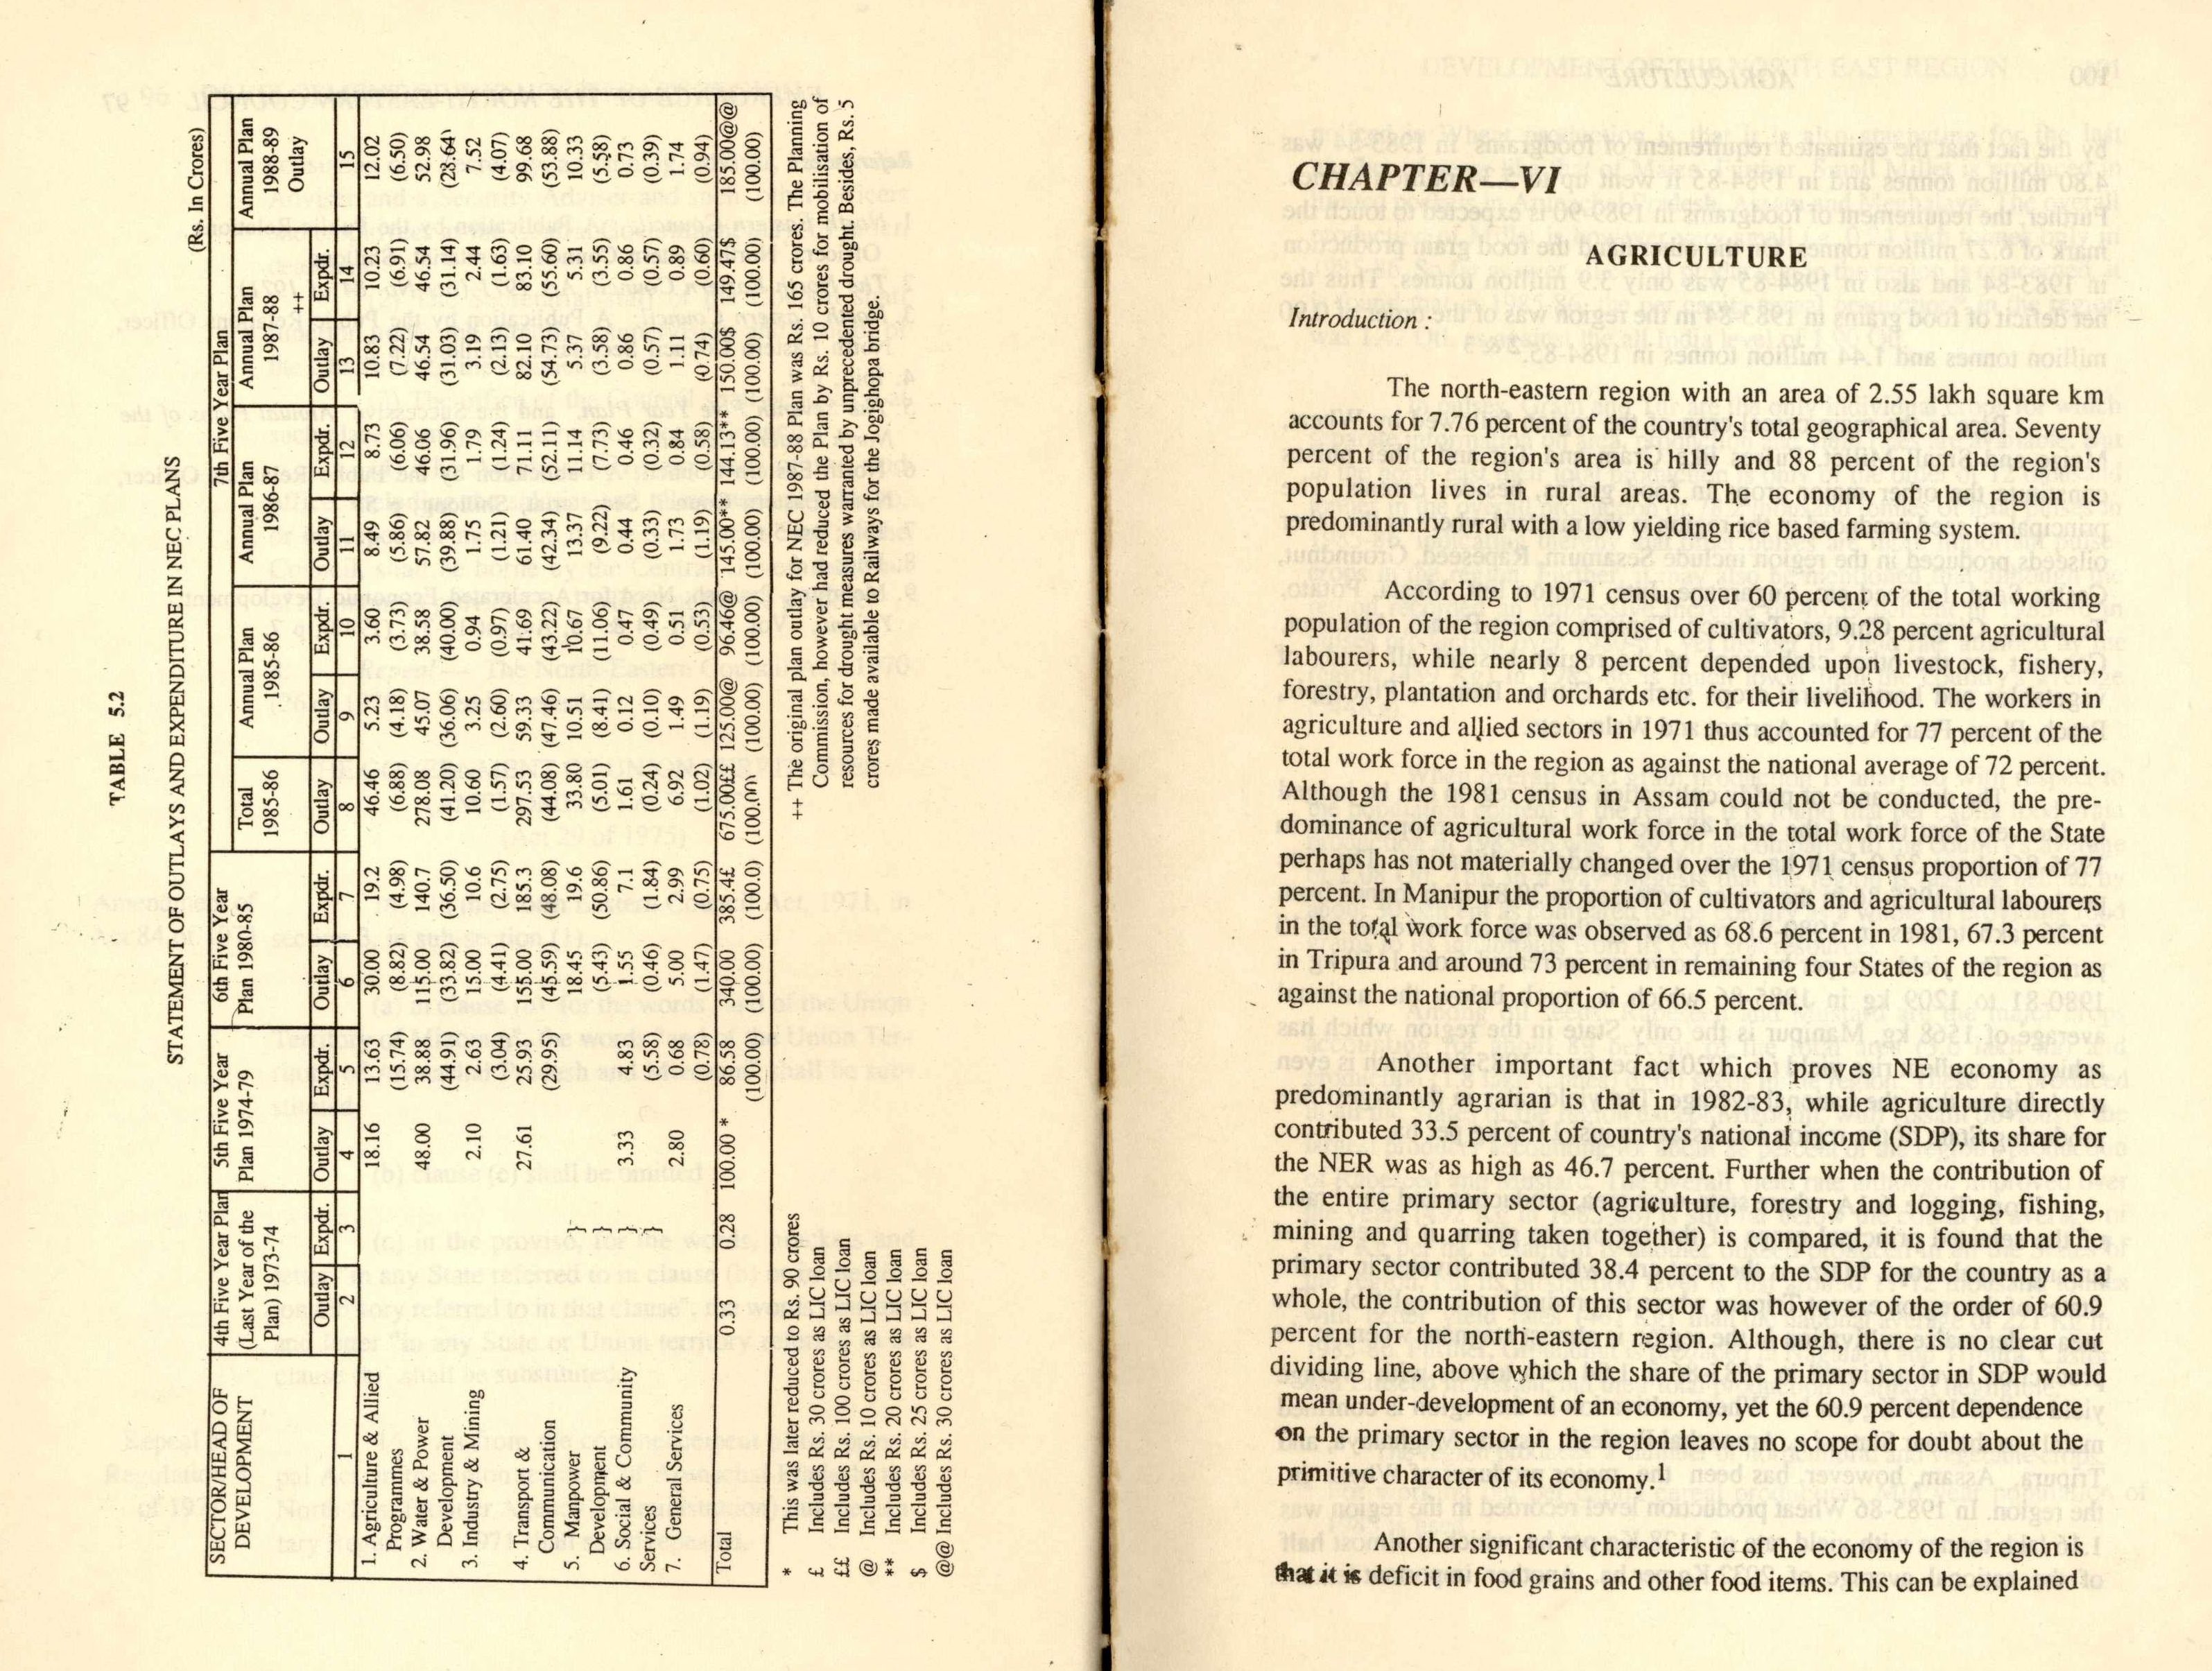 TABLE 5.2
STATEMENT OF OUTLAYS AND EXPENDITURE IN NEC PLANS
(Rs. In Crores)
SECTOR/HEAD OF DEVELOPMENT | 4th Five Year Plan (Last Year of the Plan) 1973-74 | 5th Five Year Plan 1974-79 | 6th Five Year Plan 1980-85 | 7th Five Year Plan
Total 1985-86 | Annual Plan 1985-86 | Annual Plan 1986-87 | Annual Plan 1987-88 ++ | Annual Plan 1988-89 Outlay
Outlay | Expdr. | Outlay | Expdr. | Outlay | Expdr. | Outlay | Outlay | Expdr. | Outlay | Expdr. | Outlay | Expdr.
1 | 2 | 3 | 4 | 5 | 6 | 7 | 8 | 9 | 10 | 11 | 12 | 13 | 14 | 15
1. Agriculture & Allied 18.16 13.63 30.00 19.2 46.46 5.23 3.60 8.49 8.73 10.83 10.23 12.02
Programmes (15.74) (8.82) (4.98) (6.88) (4.18) (3.73) (5.86) (6.06) (7.22) (6.91) (6.50)
2. Water & Power 48.00 38.88 115.00 140.7 278.08 45.07 38.58 57.82 46.06 46.54 46.54 52.98
Development (44.91) (33.82) (36.50) (41.20) (36.06) (40.00) (39.88) (31.96) (31.03) (31.14) (28.64)
3. Industry & Mining 2.10 2.63 15.00 10.6 10.60 3.25 0.94 1.75 1.79 3.19 2.44 7.52
(3.04) (4.41) (2.75) (1.57) (2.60) (0.97) (1.21) (1.24) (2.13) (1.63) (4.07)
4. Transport & 27.61 25.93 155.00 185.3 297.53 59.33 41.69 61.40 71.11 82.10 83.10 99.68
Communication (29.95) (45.59) (48.08) (44.08) (47.46) (43.22) (42.34) (52.11) (54.73) (55.60) (53.88)
5. Manpower } 18.45 19.6 33.80 10.51 10.67 13.37 11.14 5.37 5.31 10.33
Development } (5.43) (50.86) (5.01) (8.41) (11.06) (9.22) (7.73) (3.58) (3.55) (5.58)
6. Social & Community } 3.33 4.83 1.55 7.1 1.61 0.12 0.47 0.44 0.46 0.86 0.86 0.73
Services } (5.58) (0.46) (1.84) (0.24) (0.10) (0.49) (0.33) (0.32) (0.57) (0.57) (0.39)
7. General Services 2.80 0.68 5.00 2.99 6.92 1.49 0.51 1.73 0.84 1.11 0.89 1.74
(0.78) (1.47) (0.75) (1.02) (1.19) (0.53) (1.19) (0.58) (0.74) (0.60) (0.94)
Total 0.33 0.28 100.00 * 86.58 340.00 385.4£ 675.00££ 125.00@ 96.46@ 145.00** 144.13** 150.00$ 149.47$ 185.00@@
(100.00) (100.00) (100.0) (100.00) (100.00) (100.00) (100.00) (100.00) (100.00) (100.00) (100.00)
* This was later reduced to Rs. 90 crores
£ Includes Rs. 30 crores as LIC loan
££ Includes Rs. 100 crores as LIC loan
@ Includes Rs. 10 crores as LIC loan
** Includes Rs. 20 crores as LIC loan
$ Includes Rs. 25 crores as LIC loan
@@ Includes Rs. 30 crores as LIC loan
++ The original plan outlay for NEC 1987-88 Plan was Rs. 165 crores. The Planning
Commission, however had reduced the Plan by Rs. 10 crores for mobilisation of
resources for drought measures warranted by unprecedented drought. Besides, Rs. 5
crores made available to Railways for the Jogighopa bridge.
CHAPTER—VI
AGRICULTURE
Introduction :
The north-eastern region with an area of 2.55 lakh square km
accounts for 7.76 percent of the country's total geographical area. Seventy
percent of the region's area is hilly and 88 percent of the region's
population lives in rural areas. The economy of the region is
predominantly rural with a low yielding rice based farming system.
According to 1971 census over 60 percent of the total working
population of the region comprised of cultivators, 9.28 percent agricultural
labourers, while nearly 8 percent depended upon livestock, fishery,
forestry, plantation and orchards etc. for their livelihood. The workers in
agriculture and allied sectors in 1971 thus accounted for 77 percent of the
total work force in the region as against the national average of 72 percent.
Although the 1981 census in Assam could not be conducted, the pre-
dominance of agricultural work force in the total work force of the State
perhaps has not materially changed over the 1971 census proportion of 77
percent. In Manipur the proportion of cultivators and agricultural labourers
in the total work force was observed as 68.6 percent in 1981, 67.3 percent
in Tripura and around 73 percent in remaining four States of the region as
against the national proportion of 66.5 percent.
Another important fact which proves NE economy as
predominantly agrarian is that in 1982-83, while agriculture directly
contributed 33.5 percent of country's national income (SDP), its share for
the NER was as high as 46.7 percent. Further when the contribution of
the entire primary sector (agriculture, forestry and logging, fishing,
mining and quarring taken together) is compared, it is found that the
primary sector contributed 38.4 percent to the SDP for the country as a
whole, the contribution of this sector was however of the order of 60.9
percent for the north-eastern region. Although, there is no clear cut
dividing line, above which the share of the primary sector in SDP would
mean under-development of an economy, yet the 60.9 percent dependence
on the primary sector in the region leaves no scope for doubt about the
primitive character of its economy.1
Another significant characteristic of the economy of the region is
that it is deficit in food grains and other food items. This can be explained